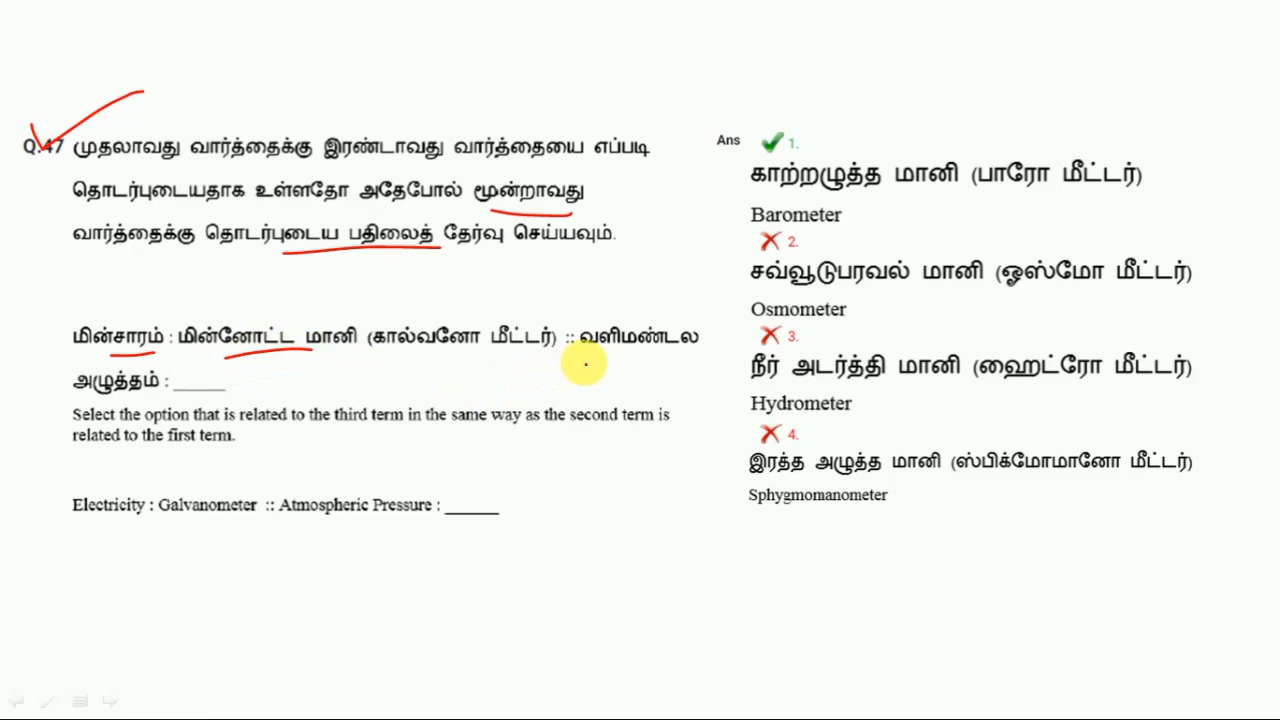 Q.47 முதலாவது வார்த்தைக்கு இரண்டாவது வார்த்தையை எப்படி
தொடர்புடையதாக உள்ளதோ அதேபோல் மூன்றாவது
வார்த்தைக்கு தொடர்புடைய பதிலைத் தேர்வு செய்யவும்.
மின்சாரம் : மின்னோட்ட மானி (கால்வனோ மீட்டர்) :: வளிமண்டல
அழுத்தம் : ______
Select the option that is related to the third term in the same way as the second term is
related to the first term.
Electricity : Galvanometer :: Atmospheric Pressure : ______
Ans 1.
காற்றழுத்த மானி (பாரோ மீட்டர்)
Barometer
2.
சவ்வூடுபரவல் மானி (ஓஸ்மோ மீட்டர்)
Osmometer
3.
நீர் அடர்த்தி மானி (ஹைட்ரோ மீட்டர்)
Hydrometer
4.
இரத்த அழுத்த மானி (ஸ்பிக்மோமானோ மீட்டர்)
Sphygmomanometer